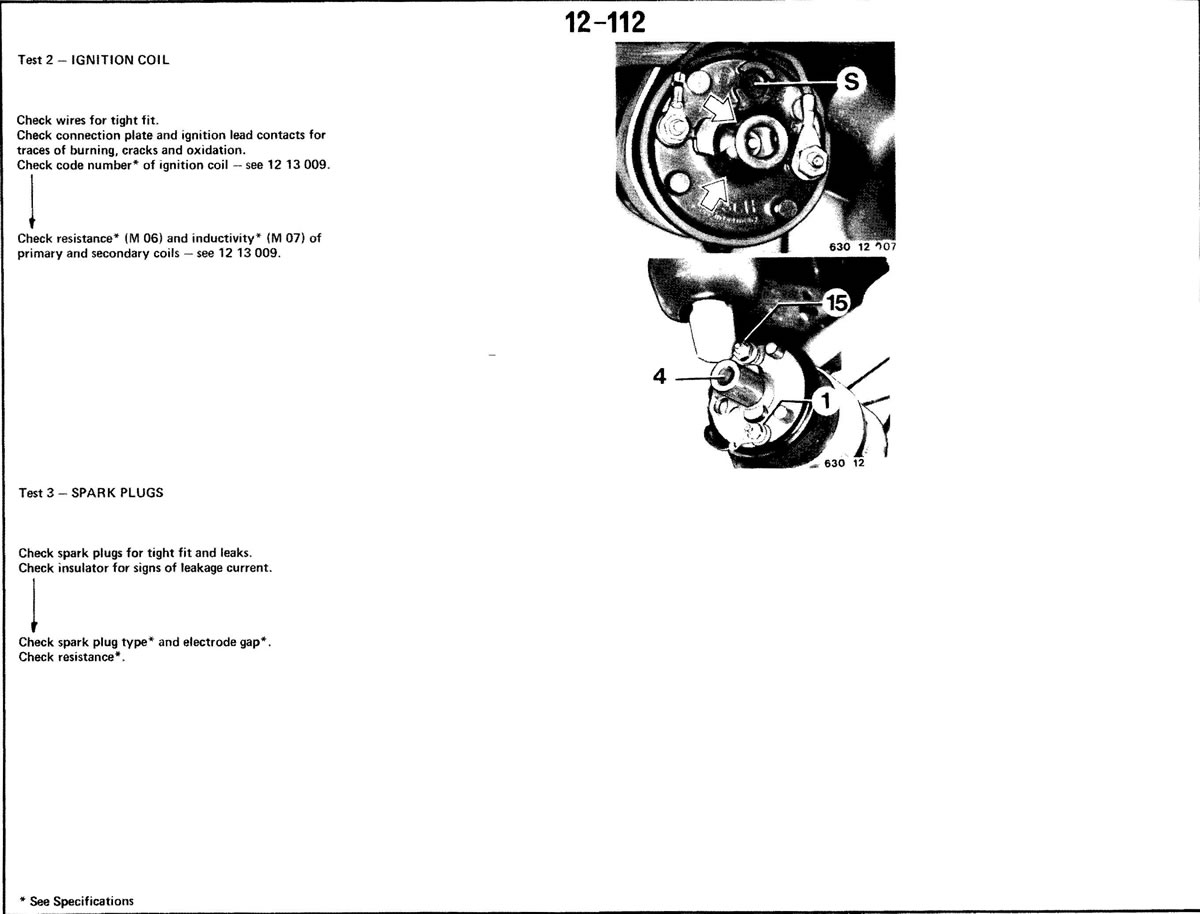 12-112
Test 2 – IGNITION COIL
Check wires for tight fit.
Check connection plate and ignition lead contacts for
traces of burning, cracks and oxidation.
Check code number* of ignition coil – see 12 13 009.
Check resistance* (M 06) and inductivity* (M 07) of
primary and secondary coils – see 12 13 009.
S
630 12 007
15
4
1
630 12
Test 3 – SPARK PLUGS
Check spark plugs for tight fit and leaks.
Check insulator for signs of leakage current.
Check spark plug type* and electrode gap*.
Check resistance*.
* See Specifications